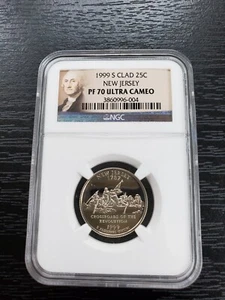 1999 S CLAD 25C
NEW JERSEY
PF 70 ULTRA CAMEO
3860996-004
NGC
NEW JERSEY
1787
CROSSROADS OF THE
REVOLUTION
1999